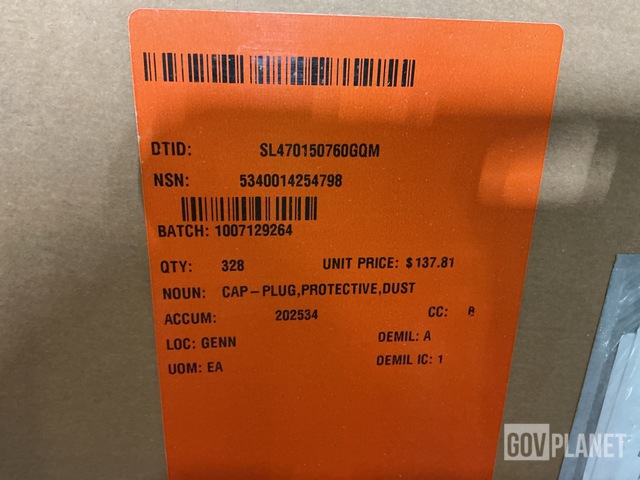 DTID: SL470150760GQM
NSN: 5340014254798
BATCH: 1007129264
QTY: 328 UNIT PRICE: $137.81
NOUN: CAP-PLUG,PROTECTIVE,DUST
ACCUM: 202534 CC:
LOC: GENN DEMIL: A
UOM: EA DEMIL IC: 1
GOVPLANET